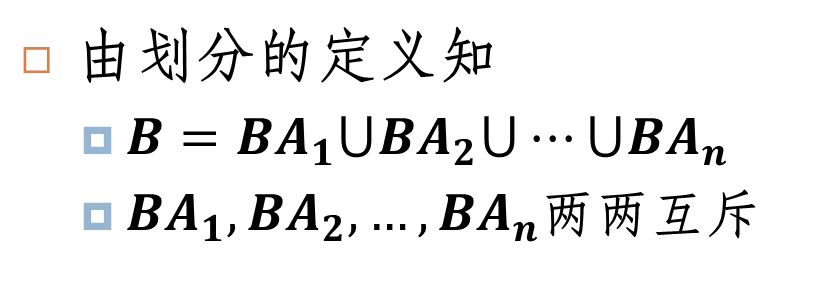 由划分的定义知
B = BA₁⋃BA₂⋃ ⋯ ⋃BAₙ
BA₁, BA₂, … , BAₙ两两互斥